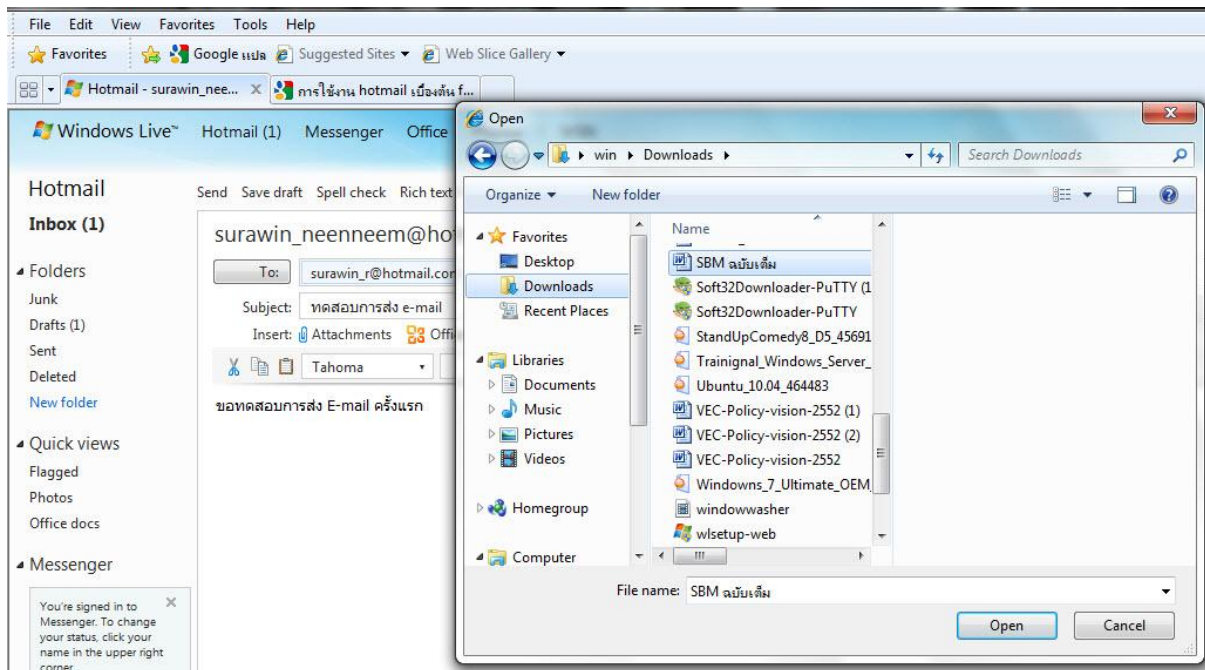 File Edit View Favorites Tools Help
Favorites Google แปล Suggested Sites Web Slice Gallery
Hotmail - surawin_nee... X การใช้งาน hotmail เบื้องต้น f...
Windows Live™ Hotmail (1) Messenger Office
Hotmail
Inbox (1)
Folders
Junk
Drafts (1)
Sent
Deleted
New folder
Quick views
Flagged
Photos
Office docs
Messenger
You're signed in to
Messenger. To change
your status, click your
name in the upper right
corner.
Send Save draft Spell check Rich text
surawin_neenneem@ho
To: surawin_r@hotmail.com
Subject: ทดสอบการส่ง e-mail
Insert: Attachments Offi
Tahoma
ขอทดสอบการส่ง E-mail ครั้งแรก
Open
win Downloads
Search Downloads
Organize New folder
Favorites
Desktop
Downloads
Recent Places
Libraries
Documents
Music
Pictures
Videos
Homegroup
Computer
Name
SBM ฉบับเต็ม
Soft32Downloader-PuTTY (1
Soft32Downloader-PuTTY
StandUpComedy8_D5_45691
Trainignal_Windows_Server_
Ubuntu_10.04_464483
VEC-Policy-vision-2552 (1)
VEC-Policy-vision-2552 (2)
VEC-Policy-vision-2552
Windowns_7_Ultimate_OEM_
windowwasher
wlsetup-web
File name: SBM ฉบับเต็ม
Open Cancel